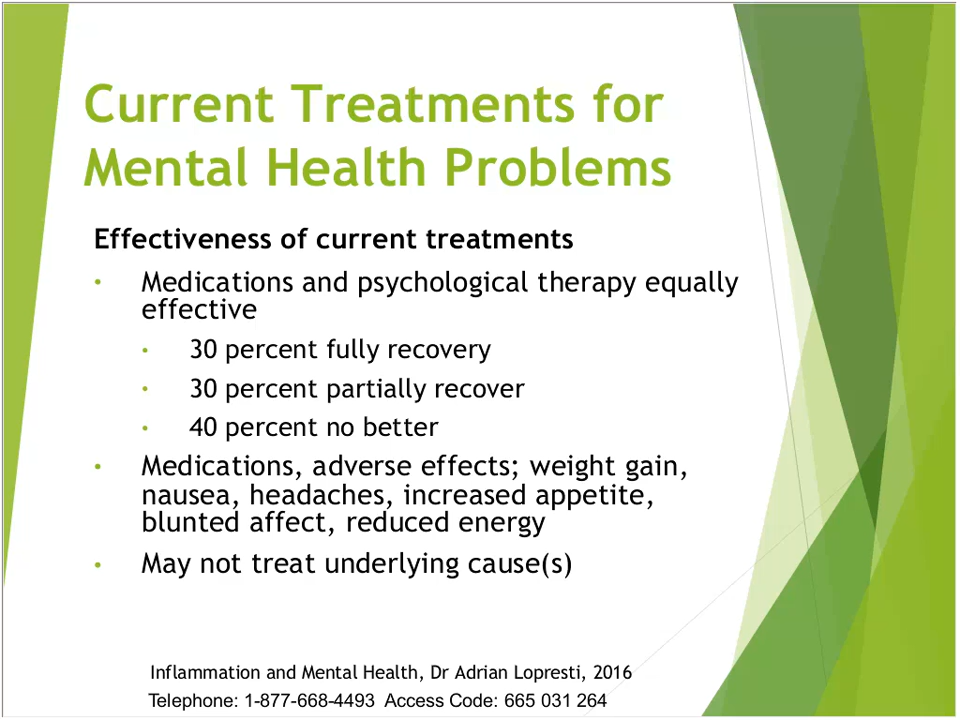 Current Treatments for
Mental Health Problems
Effectiveness of current treatments
• Medications and psychological therapy equally
effective
• 30 percent fully recovery
• 30 percent partially recover
• 40 percent no better
• Medications, adverse effects; weight gain,
nausea, headaches, increased appetite,
blunted affect, reduced energy
• May not treat underlying cause(s)
Inflammation and Mental Health, Dr Adrian Lopresti, 2016
Telephone: 1-877-668-4493 Access Code: 665 031 264